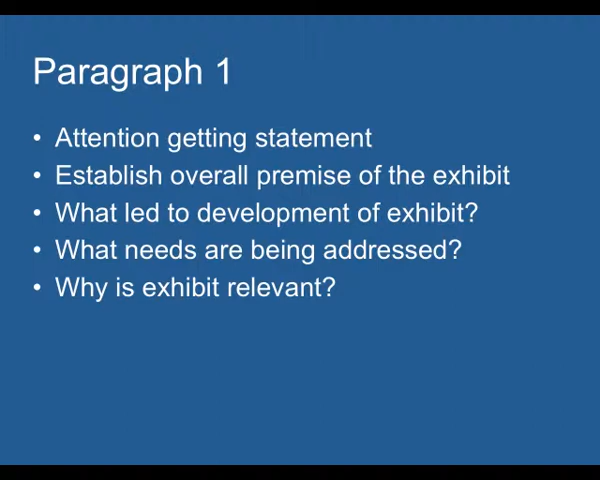 Paragraph 1
• Attention getting statement
• Establish overall premise of the exhibit
• What led to development of exhibit?
• What needs are being addressed?
• Why is exhibit relevant?